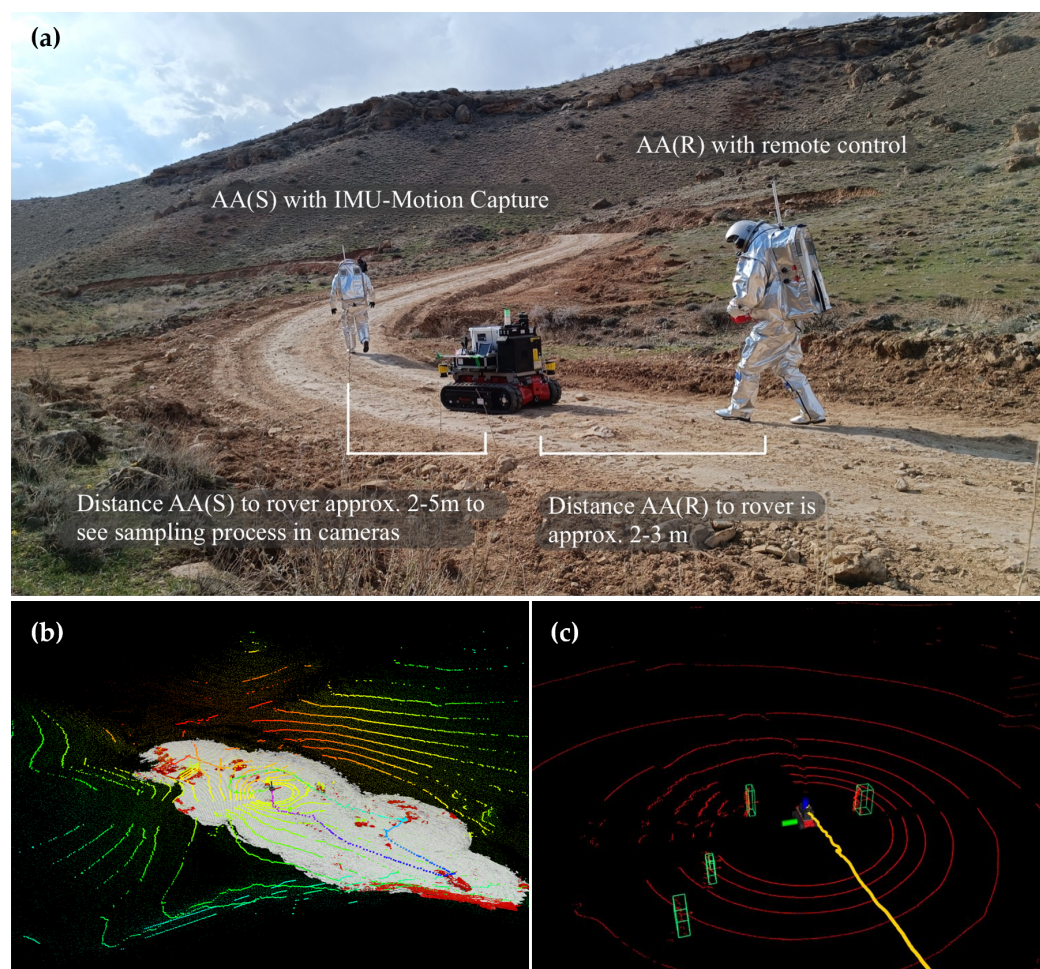 (a)
AA(R) with remote control
AA(S) with IMU-Motion Capture
Distance AA(S) to rover approx. 2-5m to
see sampling process in cameras
Distance AA(R) to rover is
approx. 2-3 m
(b)
(c)